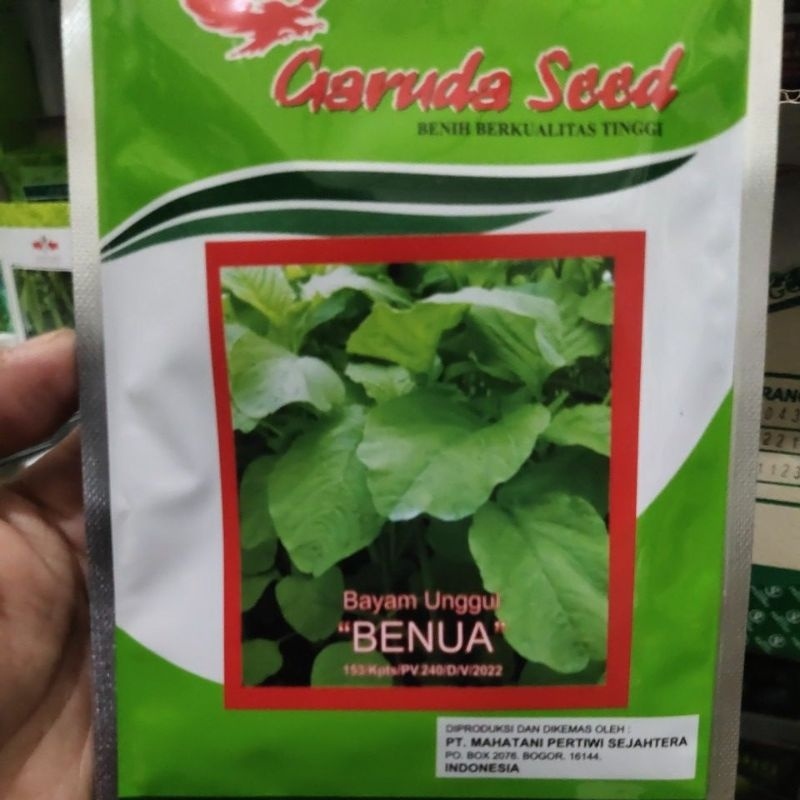 Garuda Seed
BENIH BERKUALITAS TINGGI
Bayam Unggul
“BENUA”
153/Kpts/PV.240/D/V/2022
DIPRODUKSI DAN DIKEMAS OLEH :
PT. MAHATANI PERTIWI SEJAHTERA
PO. BOX 2076. BOGOR. 16144.
INDONESIA